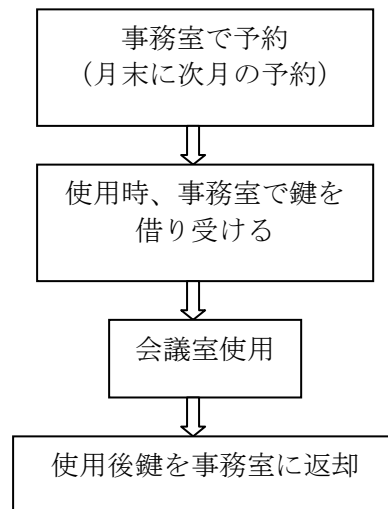 事務室で予約
（月末に次月の予約）
使用時、事務室で鍵を
借り受ける
会議室使用
使用後鍵を事務室に返却